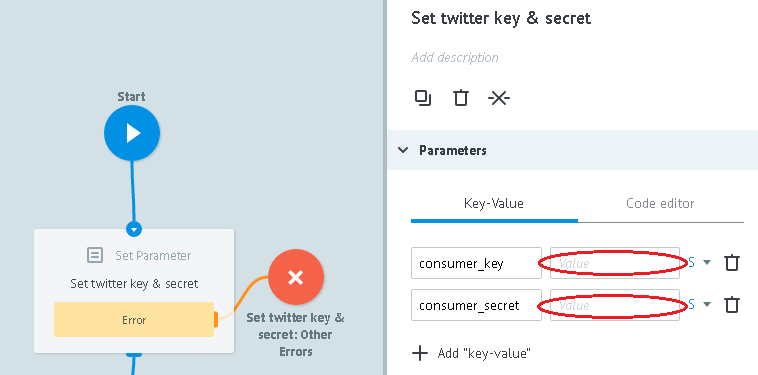 Start
Set Parameter
Set twitter key & secret
Error
Set twitter key &
secret: Other
Errors
Set twitter key & secret
Add description
Parameters
Key-Value
Code editor
consumer_key
Value
S
consumer_secret
Value
S
Add "key-value"